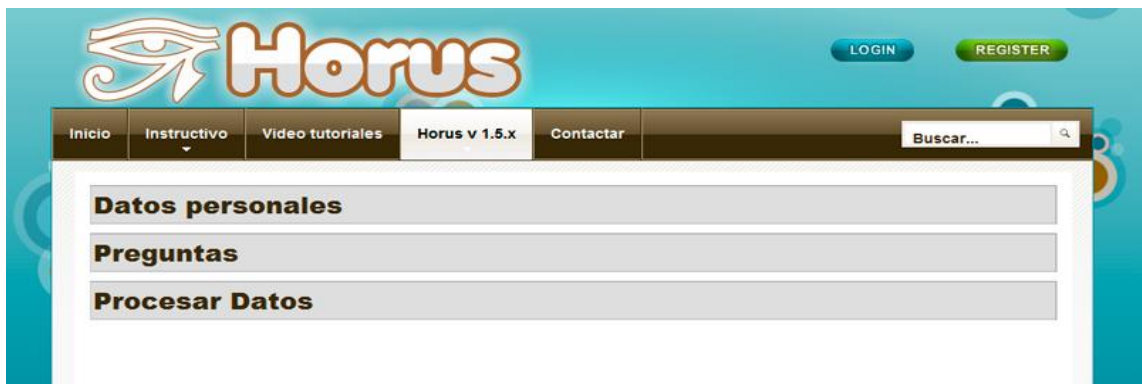 Horus
LOGIN REGISTER
Inicio Instructivo Video tutoriales Horus v 1.5.x Contactar Buscar...
Datos personales
Preguntas
Procesar Datos